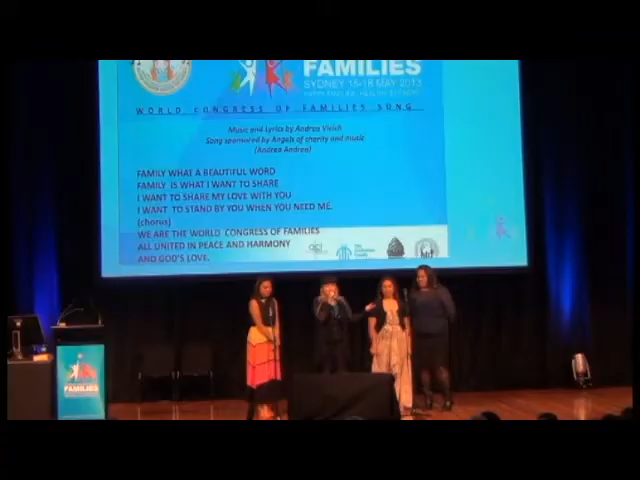 FAMILIES
SYDNEY 15-18 MAY 2013
WORLD CONGRESS OF FAMILIES SONG
Music and Lyrics by Andrea
Song sponsored by Angels of charity and music
(Andrea Andrea)
FAMILY WHAT A BEAUTIFUL WORD
FAMILY IS WHAT I WANT TO SHARE
I WANT TO SHARE MY LOVE WITH YOU
I WANT TO STAND BY YOU WHEN YOU NEED ME.
(chorus)
WE ARE THE WORLD CONGRESS OF FAMILIES
ALL UNITED IN PEACE AND HARMONY
AND GOD'S LOVE.
FAMILIES